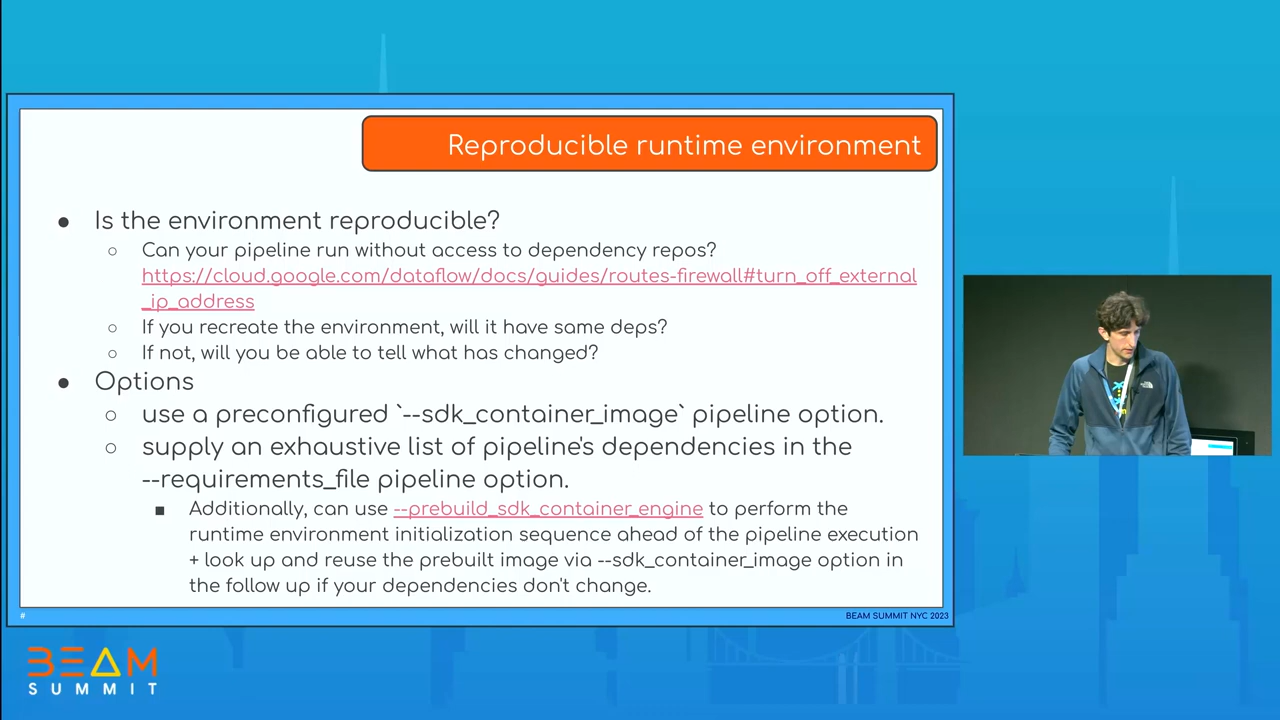 Reproducible runtime environment
● Is the environment reproducible?
○ Can your pipeline run without access to dependency repos?
https://cloud.google.com/dataflow/docs/guides/routes-firewall#turn_off_external
_ip_address
○ If you recreate the environment, will it have same deps?
○ If not, will you be able to tell what has changed?
● Options
○ use a preconfigured `--sdk_container_image` pipeline option.
○ supply an exhaustive list of pipeline's dependencies in the
--requirements_file pipeline option.
■ Additionally, can use --prebuild_sdk_container_engine to perform the
runtime environment initialization sequence ahead of the pipeline execution
+ look up and reuse the prebuilt image via --sdk_container_image option in
the follow up if your dependencies don't change.
#
BEAM SUMMIT NYC 2023
BEAM
SUMMIT